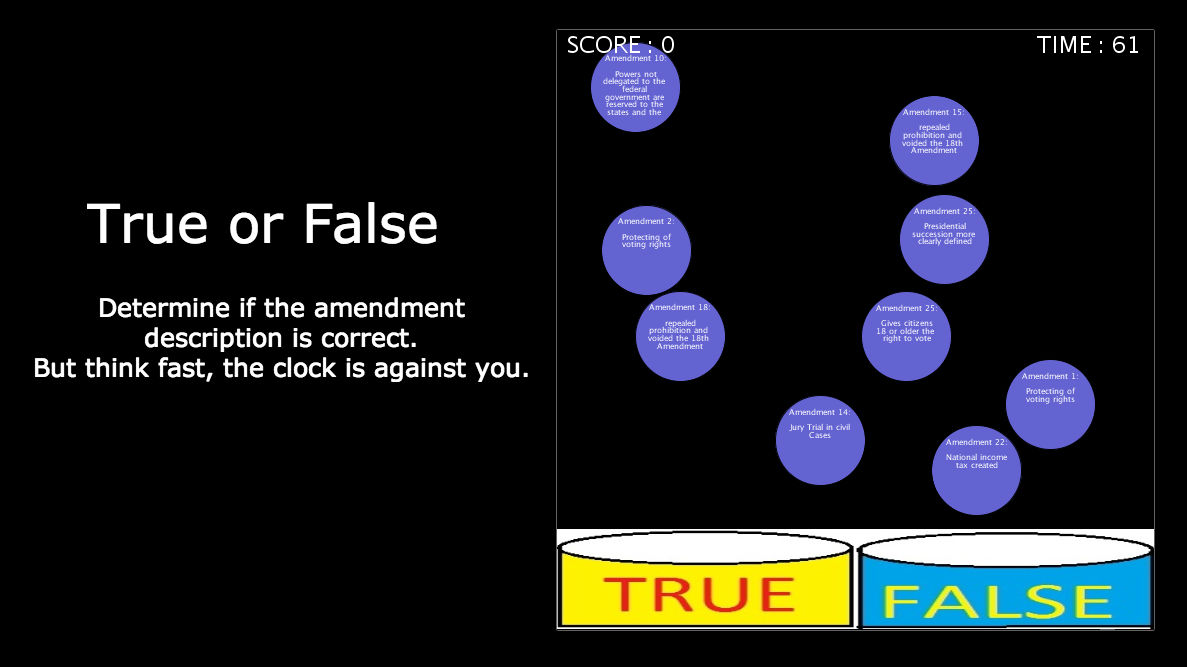 True or False
Determine if the amendment
description is correct.
But think fast, the clock is against you.
SCORE : 0
TIME : 61
Amendment 10:
Powers not
delegated to the
federal
government are
reserved to the
states and the
Amendment 15:
repealed
prohibition and
voided the 18th
Amendment
Amendment 2:
Protecting of
voting rights
Amendment 25:
Presidential
succession more
clearly defined
Amendment 18:
repealed
prohibition and
voided the 18th
Amendment
Amendment 25:
Gives citizens
18 or older the
right to vote
Amendment 1:
Protecting of
voting rights
Amendment 14:
Jury Trial in civil
Cases
Amendment 22:
National income
tax created
TRUE
FALSE